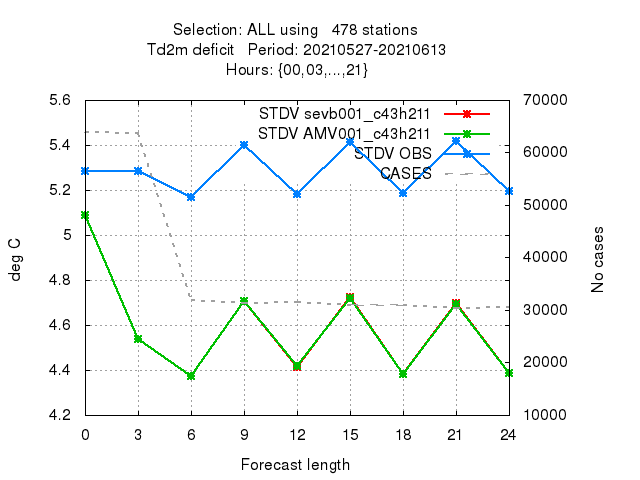 Selection: ALL using   478 stations
Td2m deficit   Period: 20210527-20210613
Hours: {00,03,...,21}
STDV sevb001_c43h211
STDV AMV001_c43h211
STDV OBS
CASES
5.6
5.4
5.2
5
4.8
4.6
4.4
4.2
70000
60000
50000
40000
30000
20000
10000
deg C
No cases
0 3 6 9 12 15 18 21 24
Forecast length